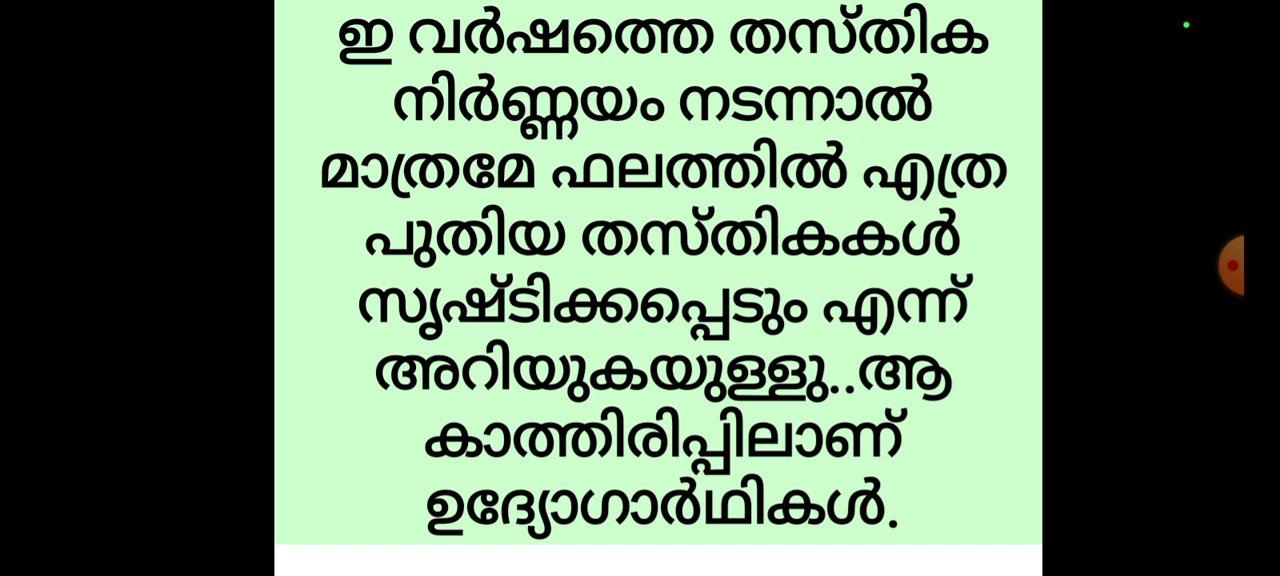 ഇ വർഷത്തെ തസ്തിക
നിർണ്ണയം നടന്നാൽ
മാത്രമേ ഫലത്തിൽ എത്ര
പുതിയ തസ്തികകൾ
സൃഷ്ടിക്കപ്പെടും എന്ന്
അറിയുകയുള്ളു..ആ
കാത്തിരിപ്പിലാണ്
ഉദ്യോഗാർഥികൾ.